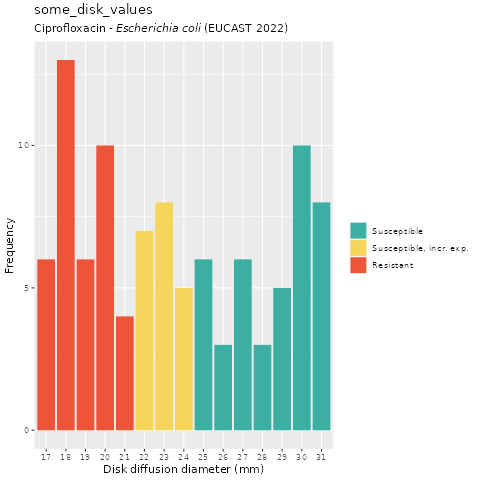 some_disk_values
Ciprofloxacin - Escherichia coli (EUCAST 2022)
Frequency
10
5
0
17 18 19 20 21 22 23 24 25 26 27 28 29 30 31
Disk diffusion diameter (mm)
Susceptible
Susceptible, incr. exp.
Resistant